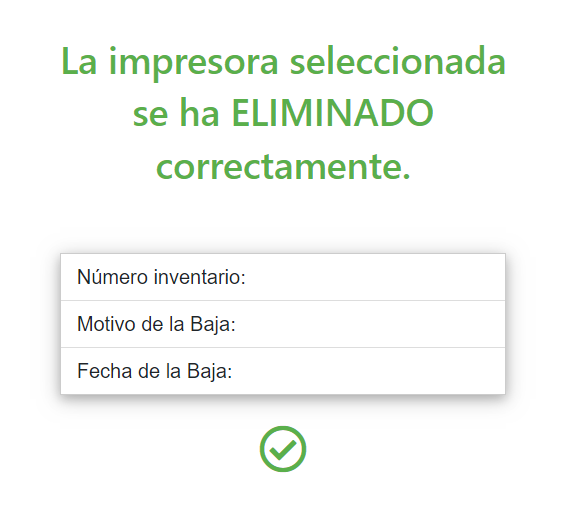 La impresora seleccionada
se ha ELIMINADO
correctamente.
Número inventario:
Motivo de la Baja:
Fecha de la Baja: